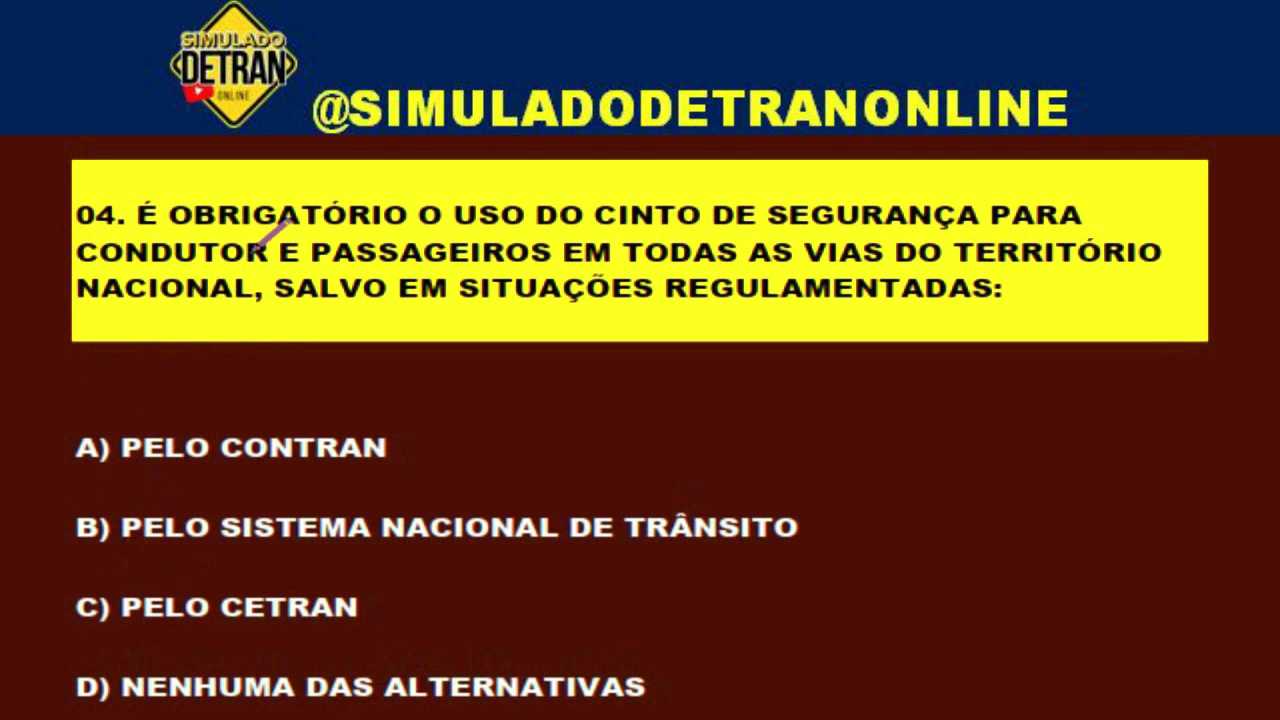 SIMULADO
DETRAN
ONLINE
@SIMULADODETRANONLINE
04. É OBRIGATÓRIO O USO DO CINTO DE SEGURANÇA PARA
CONDUTOR E PASSAGEIROS EM TODAS AS VIAS DO TERRITÓRIO
NACIONAL, SALVO EM SITUAÇÕES REGULAMENTADAS:
A) PELO CONTRAN
B) PELO SISTEMA NACIONAL DE TRÂNSITO
C) PELO CETRAN
D) NENHUMA DAS ALTERNATIVAS